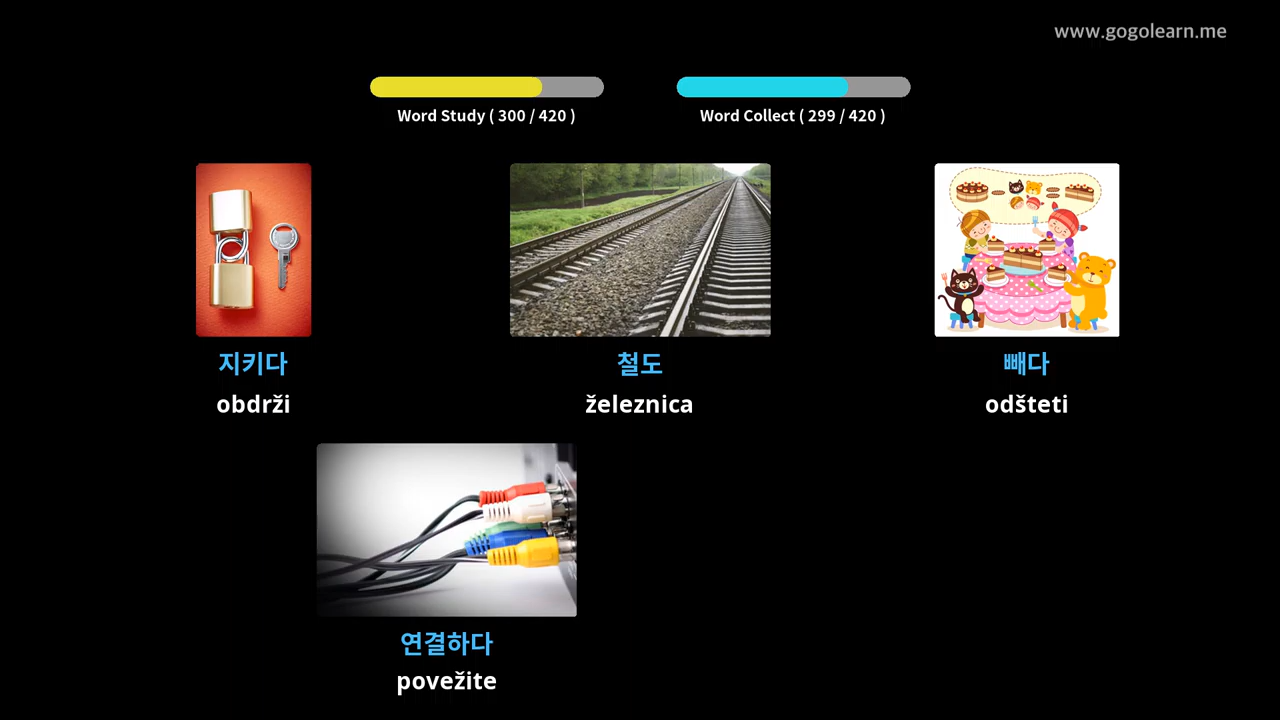 www.gogolearn.me
Word Study ( 300 / 420 )
Word Collect ( 299 / 420 )
지키다
obdrži
철도
železnica
빼다
odšteti
연결하다
povežite